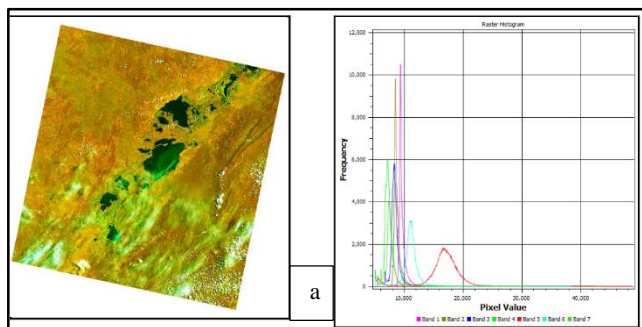 a
Raster Histogram
Frequency
12,000
10,000
8,000
6,000
4,000
2,000
0
10,000 20,000 30,000 40,000
Pixel Value
Band 1 Band 2 Band 3 Band 4 Band 5 Band 6 Band 7